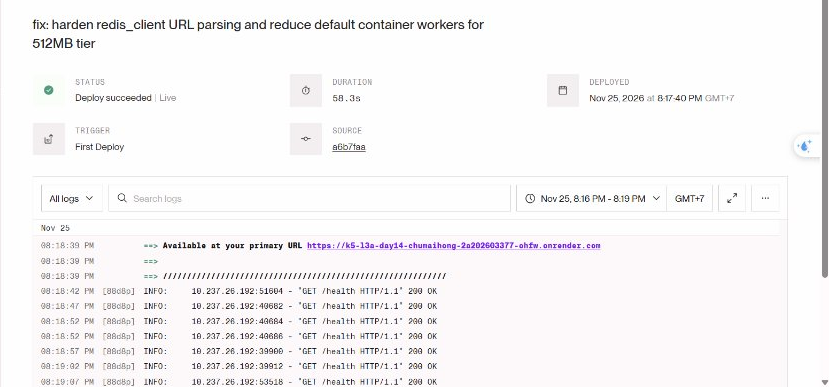 fix: harden redis_client URL parsing and reduce default container workers for
512MB tier
STATUS
Deploy succeeded | Live
DURATION
58.3s
DEPLOYED
Nov 25, 2026 at 8:17:40 PM GMT+7
TRIGGER
First Deploy
SOURCE
a6b7faa
All logs
Search logs
Nov 25, 8:16 PM - 8:19 PM
GMT+7
...
Nov 25
08:18:39 PM ==> Available at your primary URL https://k5-l3a-day14-chumaihong-2a202603377-ohfw.onrender.com
08:18:39 PM ==>
08:18:39 PM ==> ///////////////////////////////////////////////////////////
08:18:42 PM [88d8p] INFO: 10.237.26.192:51604 - "GET /health HTTP/1.1" 200 OK
08:18:47 PM [88d8p] INFO: 10.237.26.192:40682 - "GET /health HTTP/1.1" 200 OK
08:18:52 PM [88d8p] INFO: 10.237.26.192:40684 - "GET /health HTTP/1.1" 200 OK
08:18:52 PM [88d8p] INFO: 10.237.26.192:40686 - "GET /health HTTP/1.1" 200 OK
08:18:57 PM [88d8p] INFO: 10.237.26.192:39900 - "GET /health HTTP/1.1" 200 OK
08:19:02 PM [88d8p] INFO: 10.237.26.192:39912 - "GET /health HTTP/1.1" 200 OK
08:19:07 PM [88d8p] INFO: 10.237.26.192:53518 - "GET /health HTTP/1.1" 200 OK